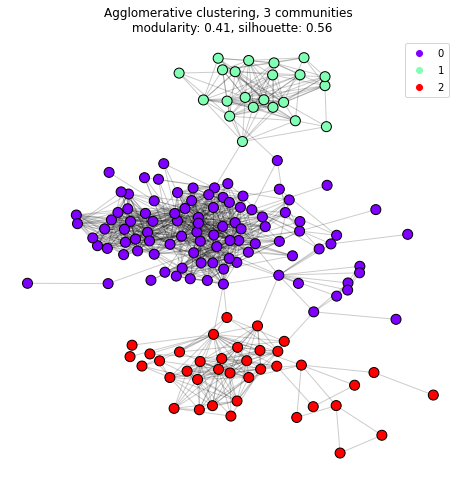 Agglomerative clustering, 3 communities
modularity: 0.41, silhouette: 0.56
0
1
2